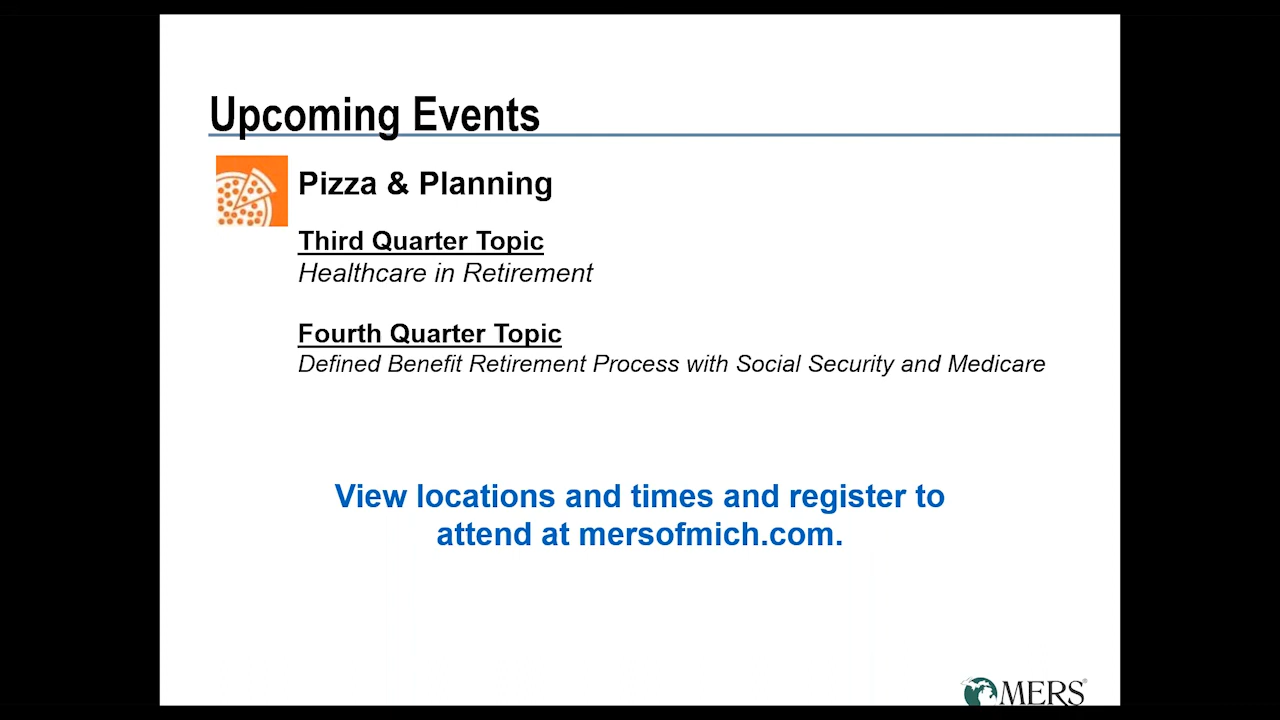 Upcoming Events
Pizza & Planning
Third Quarter Topic
Healthcare in Retirement
Fourth Quarter Topic
Defined Benefit Retirement Process with Social Security and Medicare
View locations and times and register to
attend at mersofmich.com.
MERS®